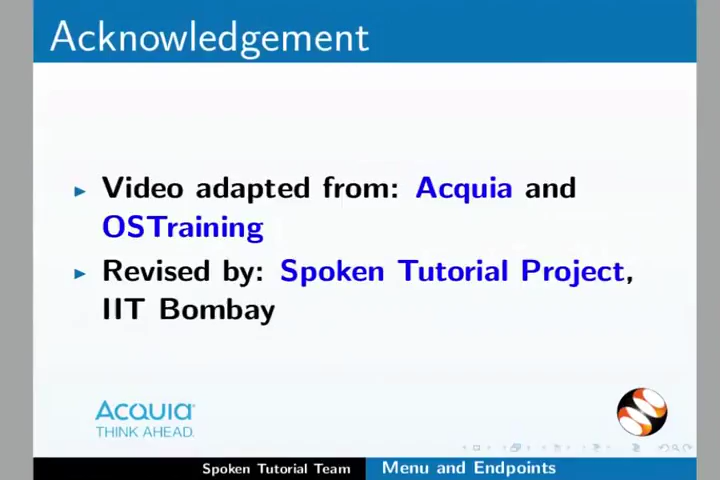 Acknowledgement
Video adapted from: Acquia and
OSTraining
Revised by: Spoken Tutorial Project,
IIT Bombay
ACQUIA
THINK AHEAD.
Spoken Tutorial Team
Menu and Endpoints